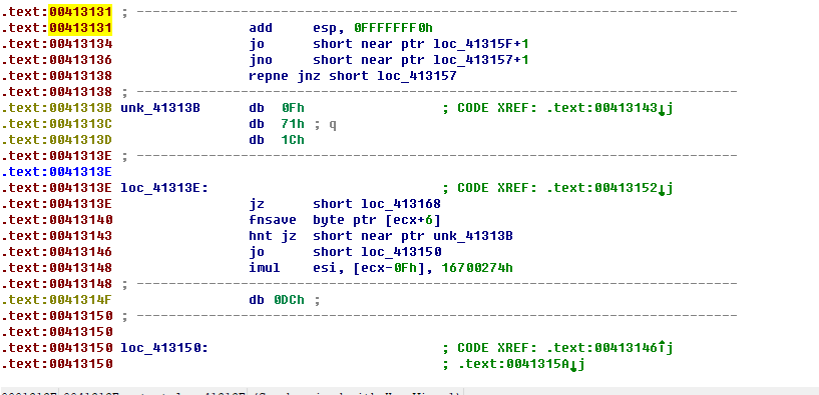 .text:00413131 ; ---------------------------------------------------------------------------
.text:00413131 add esp, 0FFFFFFF0h
.text:00413134 jo short near ptr loc_41315F+1
.text:00413136 jno short near ptr loc_413157+1
.text:00413138 repne jnz short loc_413157
.text:00413138 ; ---------------------------------------------------------------------------
.text:0041313B unk_41313B db 0Fh ; CODE XREF: .text:00413143↓j
.text:0041313C db 71h ; q
.text:0041313D db 1Ch
.text:0041313E ; ---------------------------------------------------------------------------
.text:0041313E
.text:0041313E loc_41313E: ; CODE XREF: .text:00413152↓j
.text:0041313E jz short loc_413168
.text:00413140 fnsave byte ptr [ecx+6]
.text:00413143 hnt jz short near ptr unk_41313B
.text:00413146 jo short loc_413150
.text:00413148 imul esi, [ecx-0Fh], 16700274h
.text:00413148 ; ---------------------------------------------------------------------------
.text:0041314F db 0DCh ;
.text:00413150 ; ---------------------------------------------------------------------------
.text:00413150
.text:00413150 loc_413150: ; CODE XREF: .text:00413146↑j
.text:00413150 ; .text:0041315A↓j